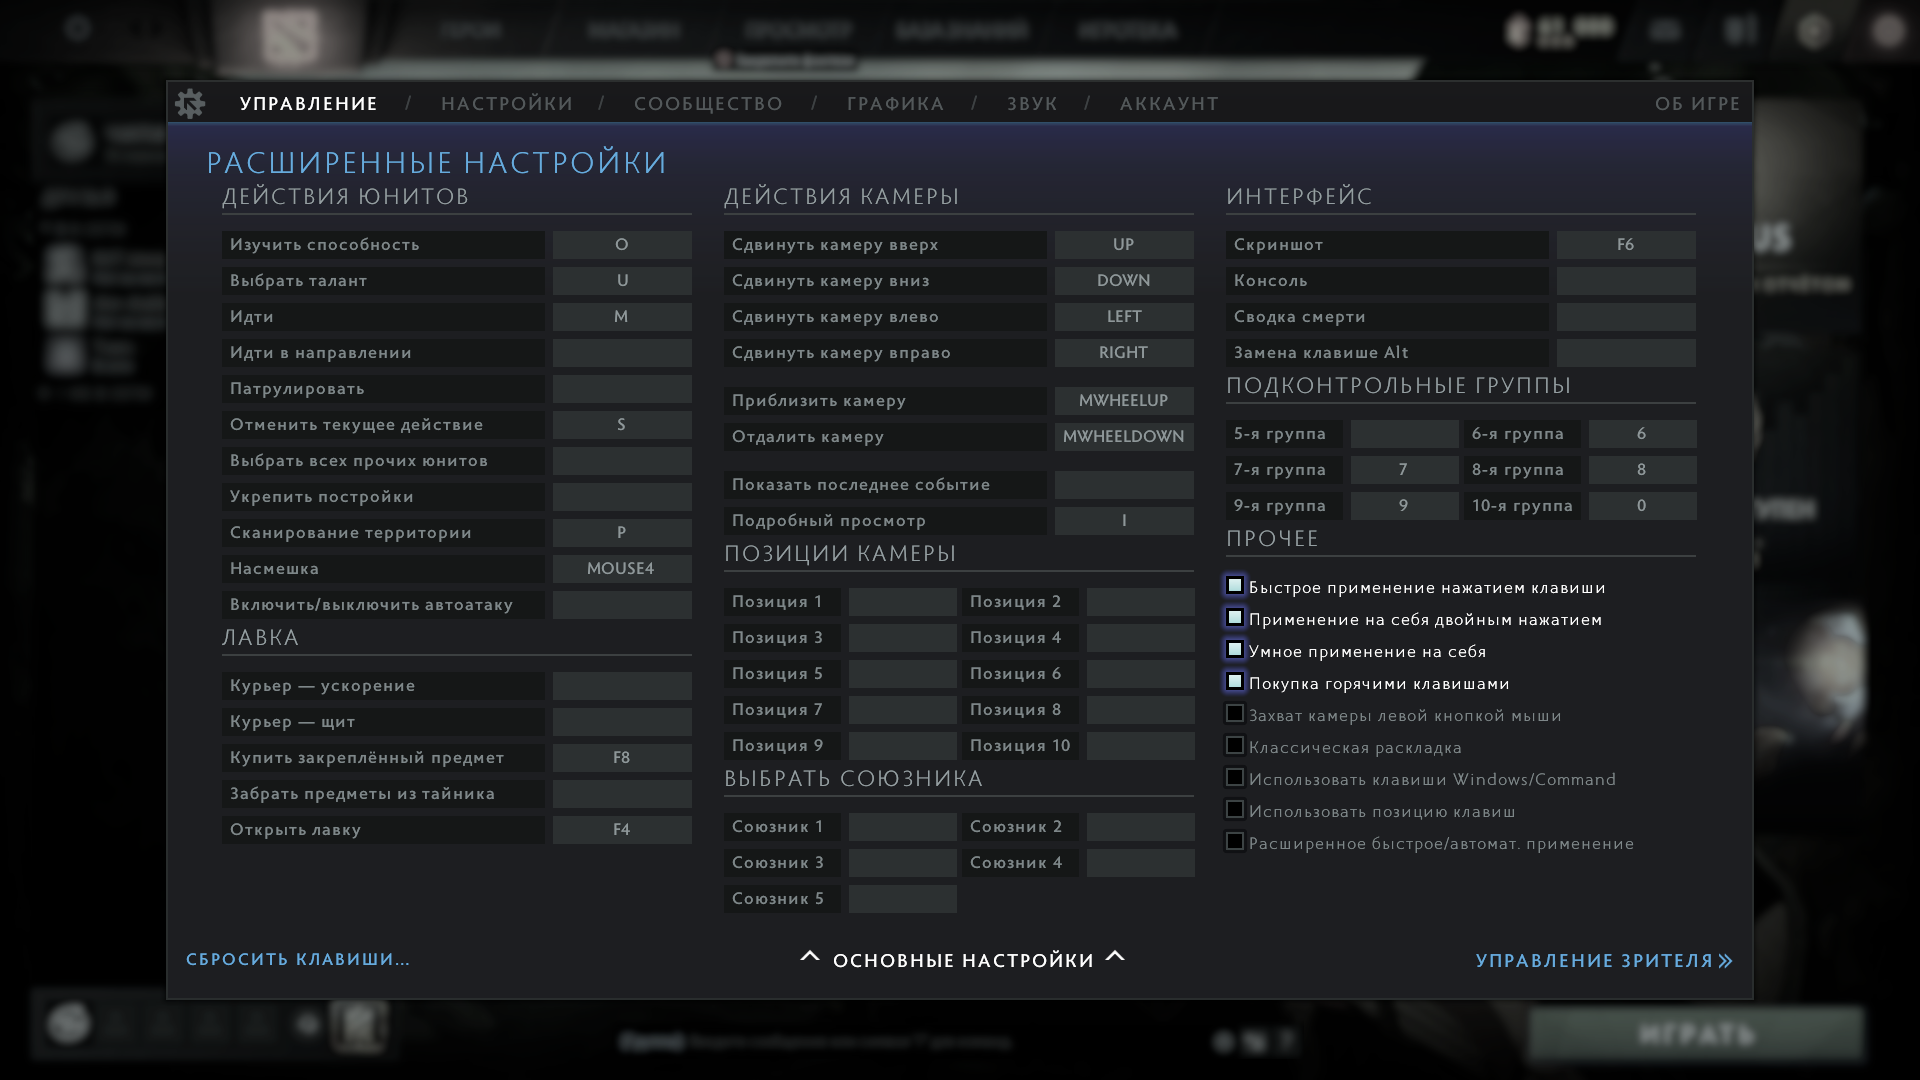 ГЕРОИ МАГАЗИН ПРОСМОТР БАЗА ЗНАНИЙ ИГРОТЕКА
УПРАВЛЕНИЕ / НАСТРОЙКИ / СООБЩЕСТВО / ГРАФИКА / ЗВУК / АККАУНТ ОБ ИГРЕ
РАСШИРЕННЫЕ НАСТРОЙКИ
ДЕЙСТВИЯ ЮНИТОВ
Изучить способность O
Выбрать талант U
Идти M
Идти в направлении
Патрулировать
Отменить текущее действие S
Выбрать всех прочих юнитов
Укрепить постройки
Сканирование территории P
Насмешка MOUSE4
Включить/выключить автоатаку
ЛАВКА
Курьер — ускорение
Курьер — щит
Купить закреплённый предмет F8
Забрать предметы из тайника
Открыть лавку F4
ДЕЙСТВИЯ КАМЕРЫ
Сдвинуть камеру вверх UP
Сдвинуть камеру вниз DOWN
Сдвинуть камеру влево LEFT
Сдвинуть камеру вправо RIGHT
Приблизить камеру MWHEELUP
Отдалить камеру MWHEELDOWN
Показать последнее событие
Подробный просмотр I
ПОЗИЦИИ КАМЕРЫ
Позиция 1 Позиция 2
Позиция 3 Позиция 4
Позиция 5 Позиция 6
Позиция 7 Позиция 8
Позиция 9 Позиция 10
ВЫБРАТЬ СОЮЗНИКА
Союзник 1 Союзник 2
Союзник 3 Союзник 4
Союзник 5
ИНТЕРФЕЙС
Скриншот F6
Консоль
Сводка смерти
Замена клавише Alt
ПОДКОНТРОЛЬНЫЕ ГРУППЫ
5-я группа 6-я группа 6
7-я группа 7 8-я группа 8
9-я группа 9 10-я группа 0
ПРОЧЕЕ
Быстрое применение нажатием клавиши
Применение на себя двойным нажатием
Умное применение на себя
Покупка горячими клавишами
Захват камеры левой кнопкой мыши
Классическая раскладка
Использовать клавиши Windows/Command
Использовать позицию клавиш
Расширенное быстрое/автомат. применение
СБРОСИТЬ КЛАВИШИ...
ОСНОВНЫЕ НАСТРОЙКИ
УПРАВЛЕНИЕ ЗРИТЕЛЯ
ИГРАТЬ